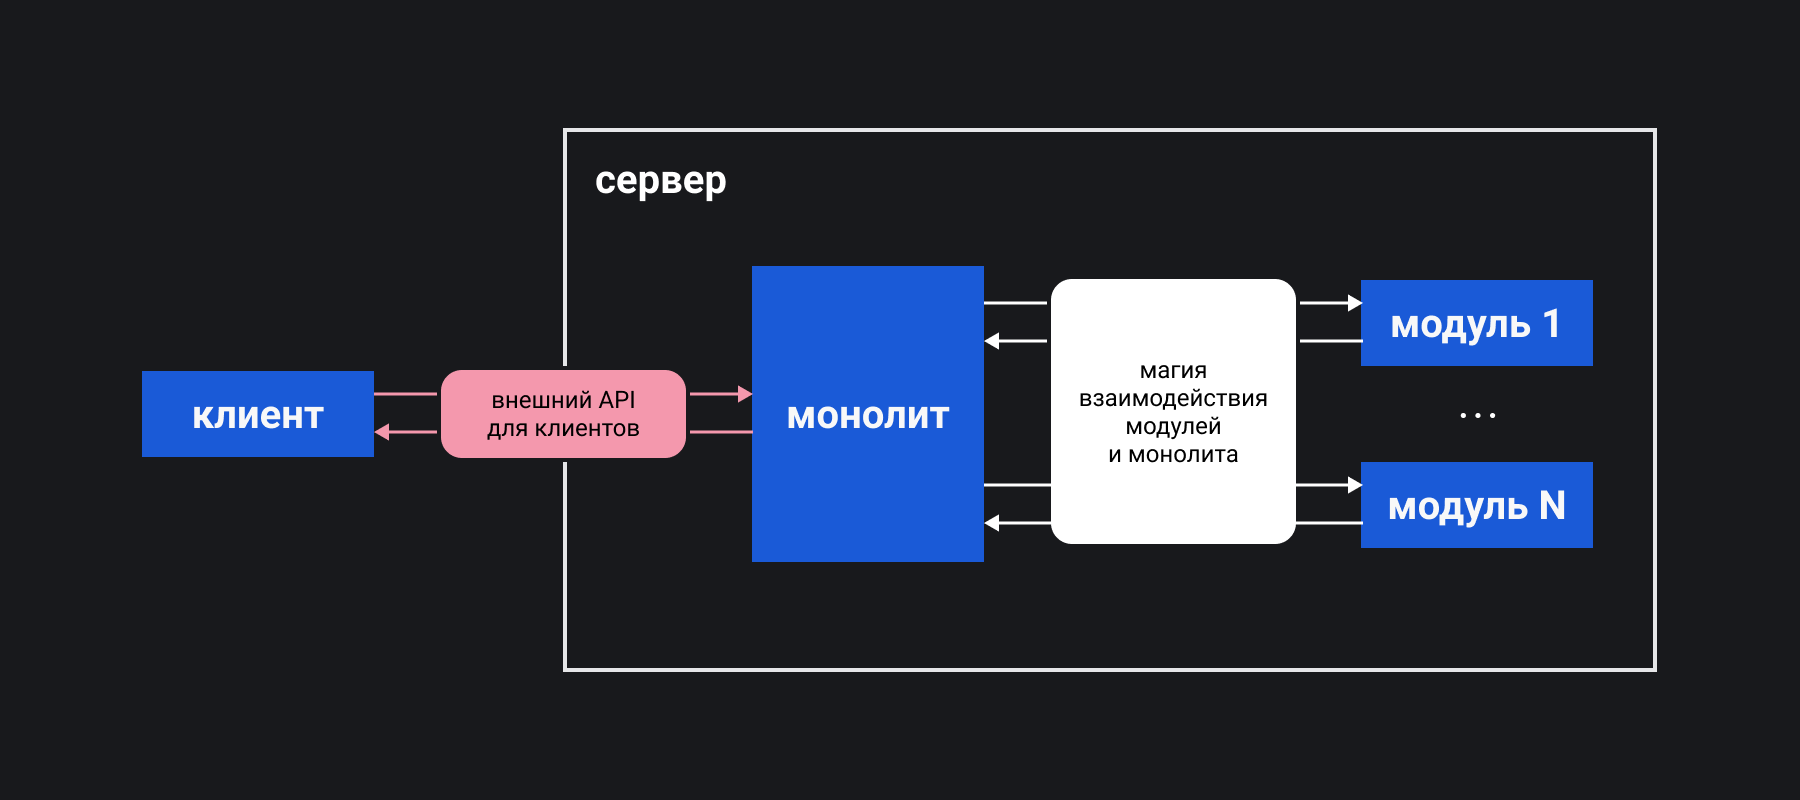 сервер
клиент
внешний API
для клиентов
монолит
магия
взаимодействия
модулей
и монолита
модуль 1
...
модуль N